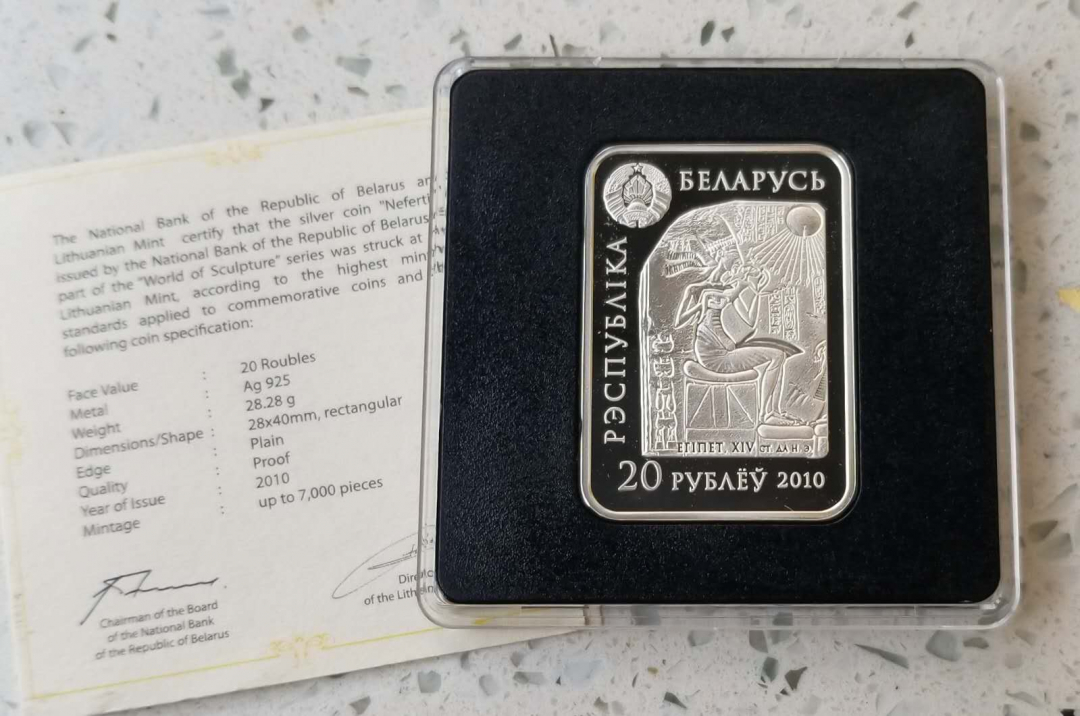 The National Bank of the Republic of Belarus
Lithuanian Mint certify that the silver coin
issued by the National Bank of the Republic of Belarus
part of the "World of Sculpture" series was struck at
Lithuanian Mint, according to the highest
standards applied to commemorative coins and
following coin specification:
Face Value : 20 Roubles
Metal : Ag 925
Weight : 28.28 g
Dimensions/Shape : 28x40mm, rectangular
Edge : Plain
Quality : Proof
Year of Issue : 2010
Mintage : up to 7,000 pieces
Chairman of the Board
of the National Bank
of the Republic of Belarus
of the
БЕЛАРУСЬ
РЭСПУБЛІКА
ЕГІПЕТ, XIV СТ. ДА Н. Э.
20 РУБЛЁЎ 2010